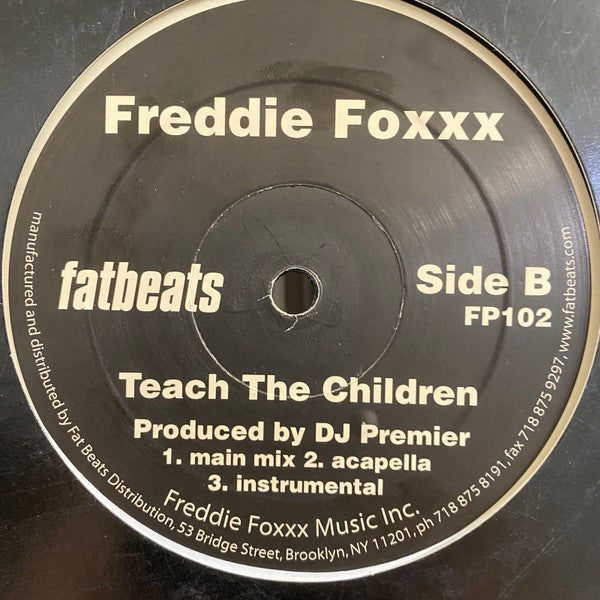 Freddie Foxxx
fatbeats
Side B
FP102
Teach The Children
Produced by DJ Premier
1. main mix 2. acapella
3. instrumental
Freddie Foxxx Music Inc.
manufactured and distributed by Fat Beats Distribution, 53 Bridge Street, Brooklyn, NY 11201, ph 718 875 8191, fax 718 875 9297, www.fatbeats.com